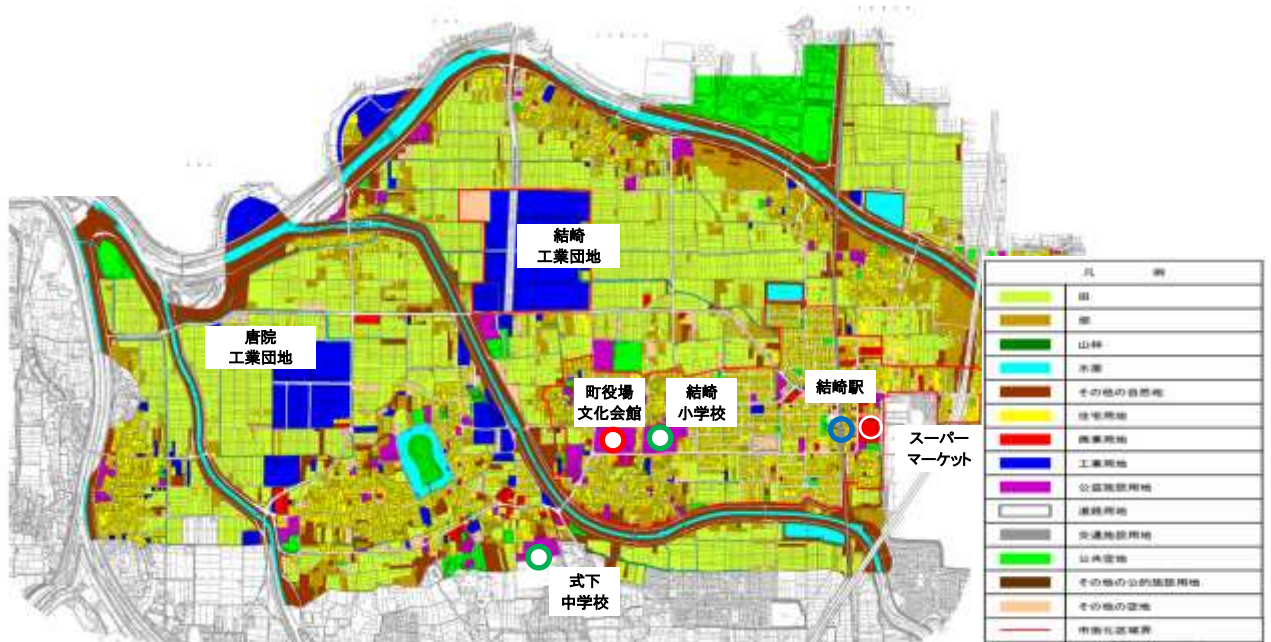 結崎
工業団地
唐院
工業団地
町役場
文化会館
結崎
小学校
結崎駅
スーパー
マーケット
式下
中学校
凡 例
田
畑
山林
水面
その他の自然地
住宅用地
商業用地
工業用地
公益施設用地
道路用地
交通施設用地
公共空地
その他の公的施設用地
その他の空地
市街化区域界